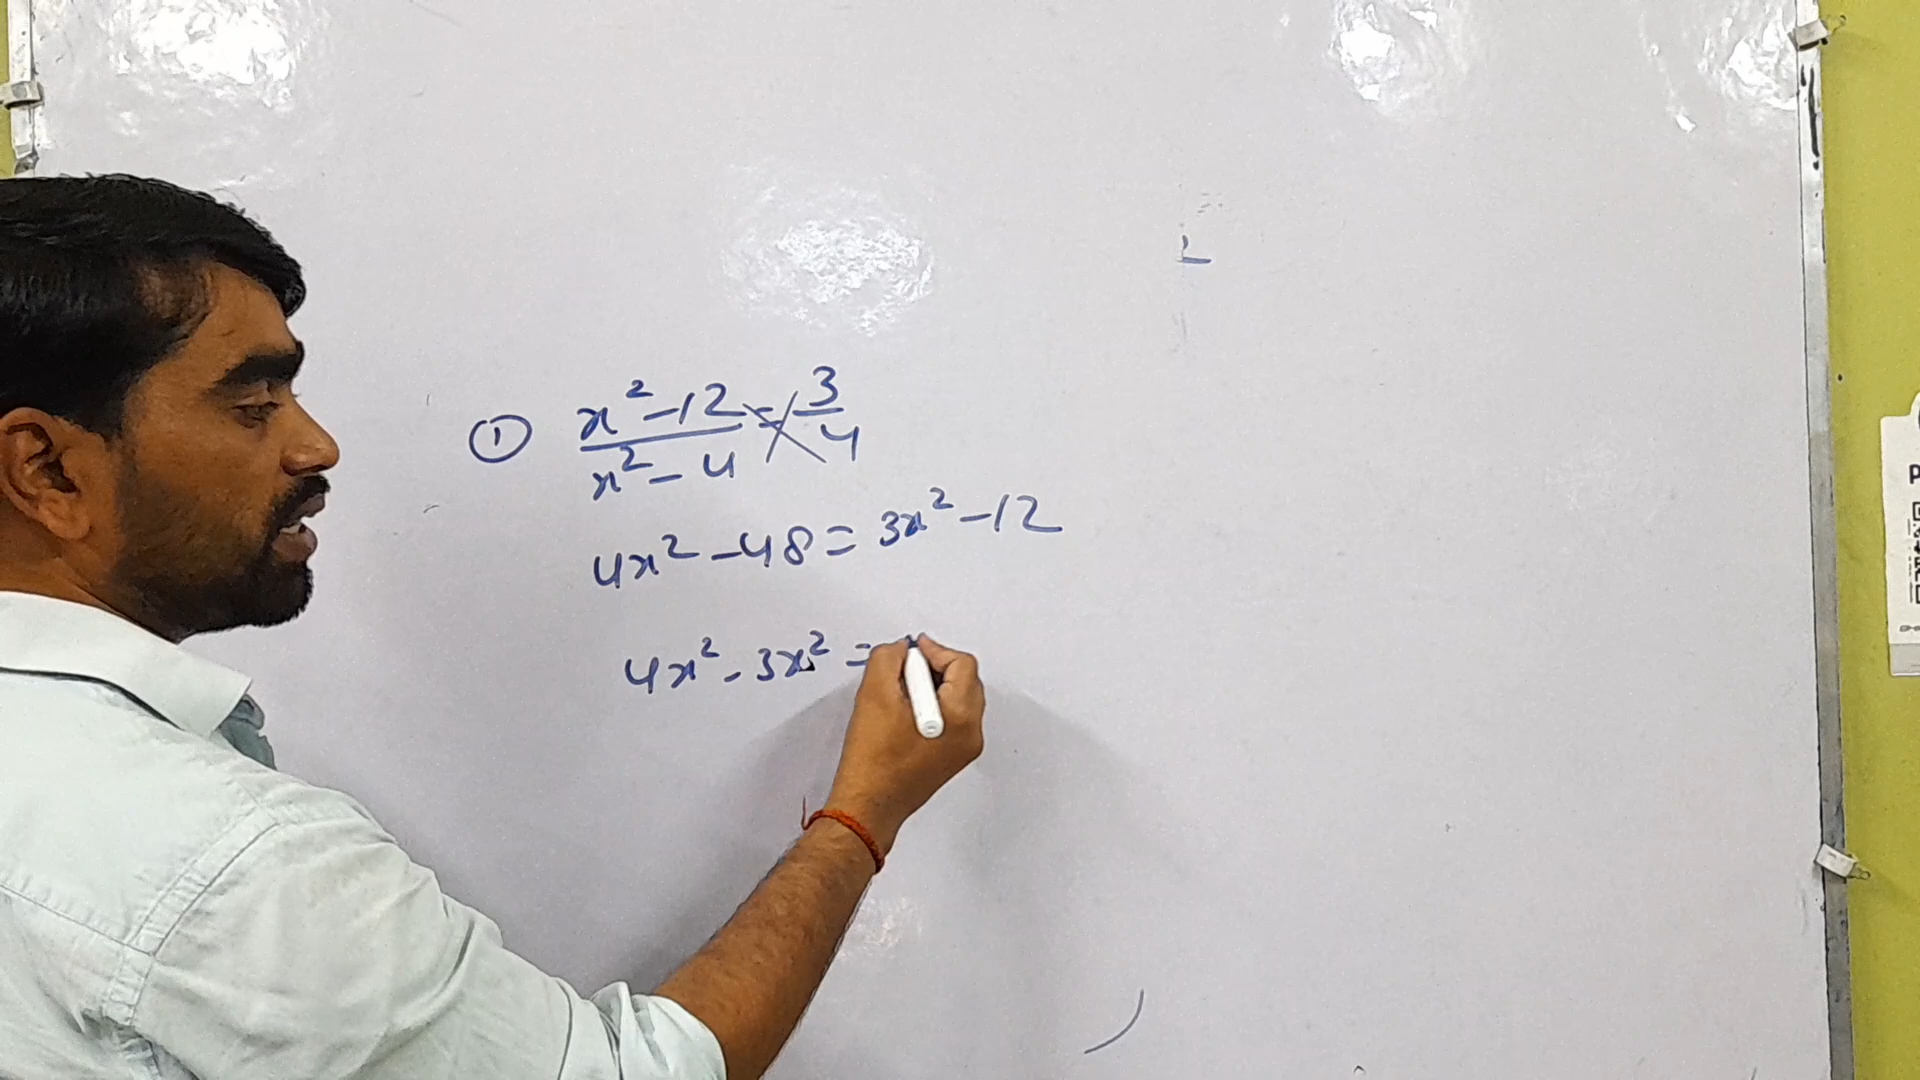 ① x² - 12 / x² - 4 = 3 / 4
4x² - 48 = 3x² - 12
4x² - 3x² =
P